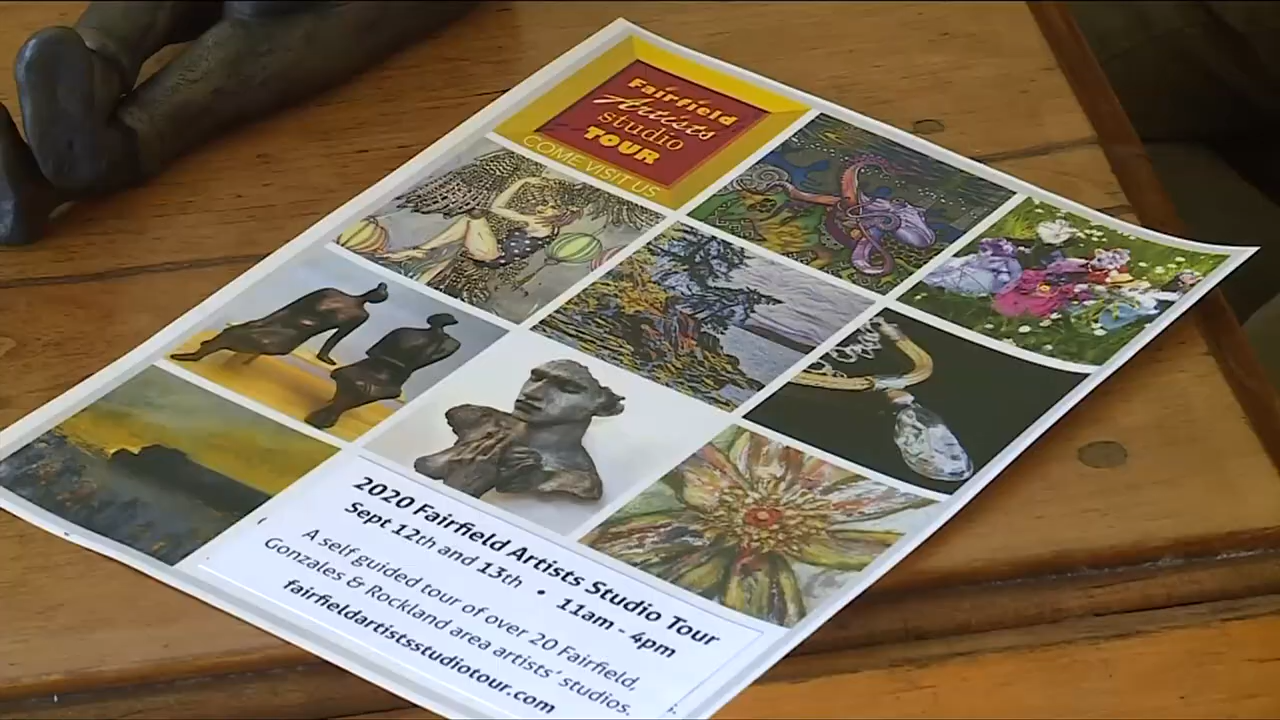 Fairfield
Artists
studio
TOUR
COME VISIT US
2020 Fairfield Artists Studio Tour
Sept 12th and 13th • 11am - 4pm
A self guided tour of over 20 Fairfield,
Gonzales & Rockland area artists' studios.
fairfieldartistsstudiotour.com